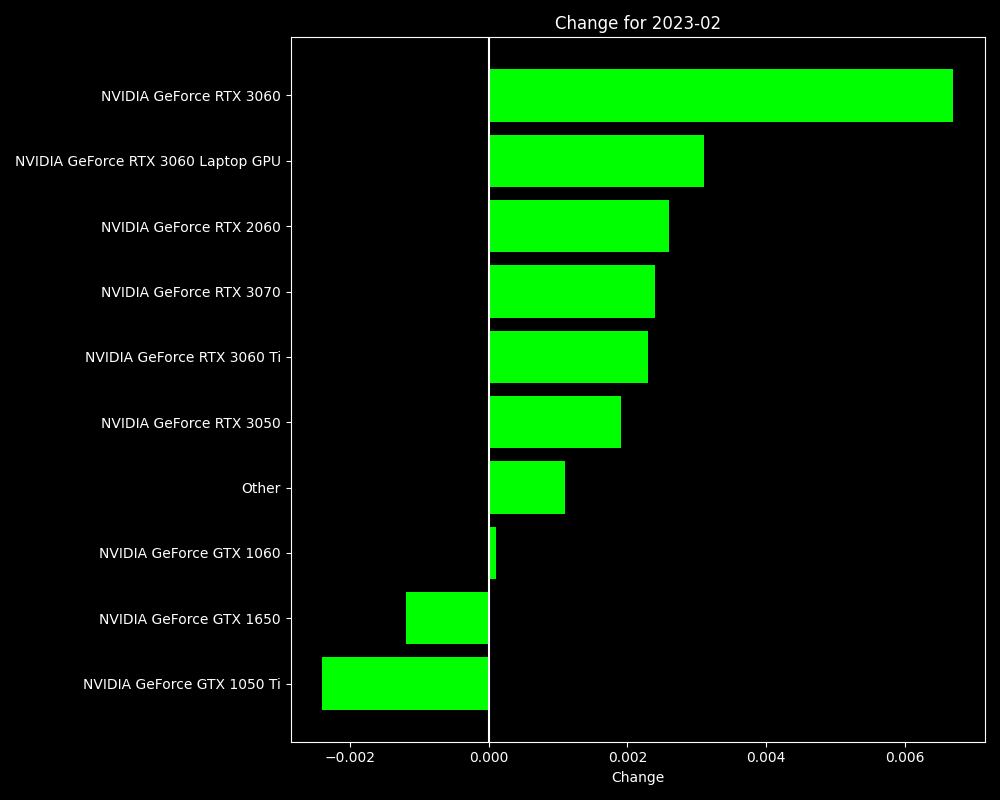 Change for 2023-02
NVIDIA GeForce RTX 3060
NVIDIA GeForce RTX 3060 Laptop GPU
NVIDIA GeForce RTX 2060
NVIDIA GeForce RTX 3070
NVIDIA GeForce RTX 3060 Ti
NVIDIA GeForce RTX 3050
Other
NVIDIA GeForce GTX 1060
NVIDIA GeForce GTX 1650
NVIDIA GeForce GTX 1050 Ti
−0.002 0.000 0.002 0.004 0.006
Change